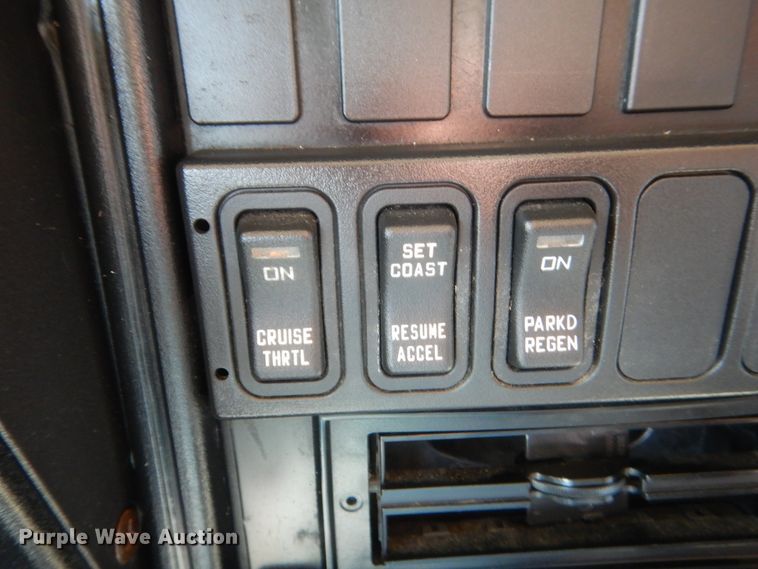 ON
CRUISE
THRTL
SET
COAST
RESUME
ACCEL
ON
PARKD
REGEN
Purple Wave Auction